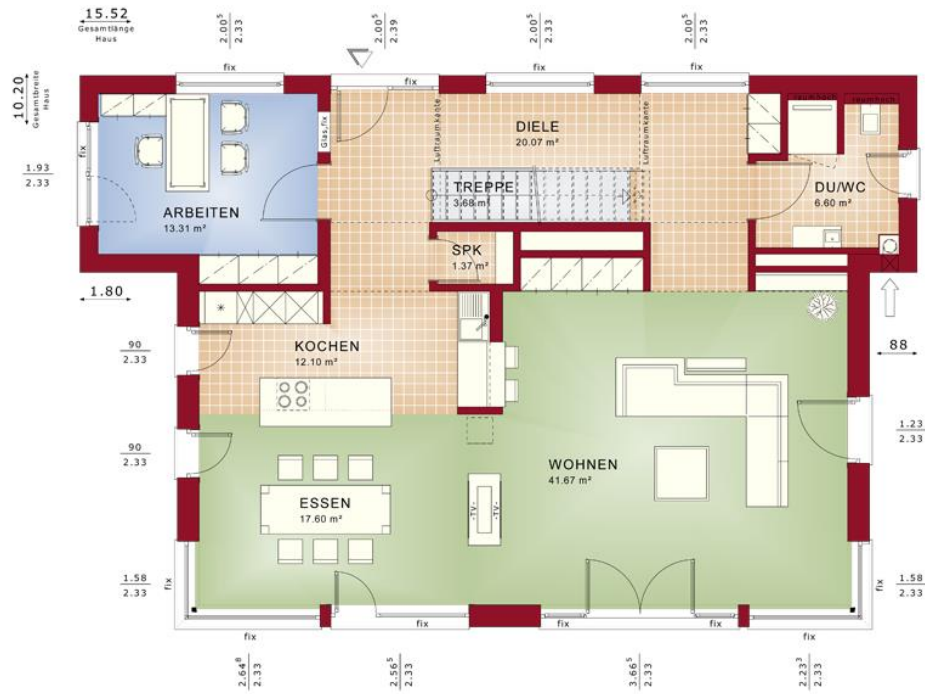 15.52
Gesamtlänge
Haus
2.00⁵
2.33
2.00⁵
2.39
2.00⁵
2.33
2.00⁵
2.33
10.20
Gesamtbreite
Haus
fix
fix
fix
fix
raumhoch
raumhoch
fix
Glas,fix
Luftraumkante
Luftraumkante
DIELE
20.07 m²
1.93
2.33
TREPPE
3.68 m²
DU/WC
6.60 m²
ARBEITEN
13.31 m²
SPK
1.37 m²
1.80
KOCHEN
12.10 m²
90
2.33
88
90
2.33
1.23
2.33
WOHNEN
41.67 m²
ESSEN
17.60 m²
-TV-
-TV-
1.58
2.33
fix
fix
1.58
2.33
fix
fix
fix
fix
fix
2.64⁸
2.33
2.56⁵
2.33
3.66⁵
2.33
2.23³
2.33